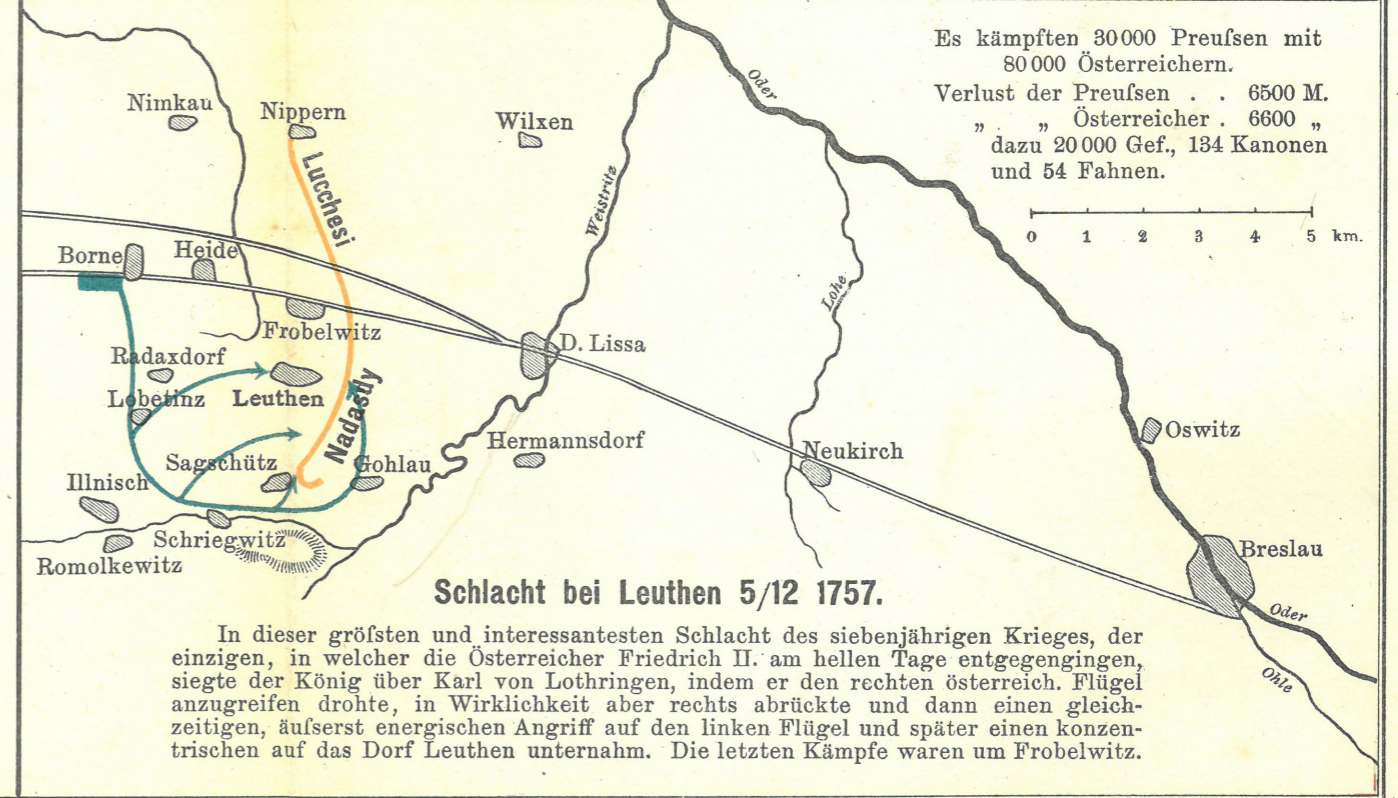 Es kämpften 30000 Preuſsen mit
80000 Österreichern.
Verlust der Preuſsen . . 6500 M.
„ „ Österreicher . 6600 „
dazu 20000 Gef., 134 Kanonen
und 54 Fahnen.
0 1 2 3 4 5 km.
Oder
Nimkau
Nippern
Wilxen
Lucchesi
Weistritz
Borne
Heide
Lohe
Frobelwitz
D. Lissa
Radaxdorf
Lobetinz
Leuthen
Nadasdy
Oswitz
Hermannsdorf
Neukirch
Sagschütz
Gohlau
Illnisch
Schriegwitz
Romolkewitz
Breslau
Oder
Ohle
Schlacht bei Leuthen 5/12 1757.
In dieser gröſsten und interessantesten Schlacht des siebenjährigen Krieges, der
einzigen, in welcher die Österreicher Friedrich II. am hellen Tage entgegengingen,
siegte der König über Karl von Lothringen, indem er den rechten österreich. Flügel
anzugreifen drohte, in Wirklichkeit aber rechts abrückte und dann einen gleich-
zeitigen, äuſserst energischen Angriff auf den linken Flügel und später einen konzen-
trischen auf das Dorf Leuthen unternahm. Die letzten Kämpfe waren um Frobelwitz.